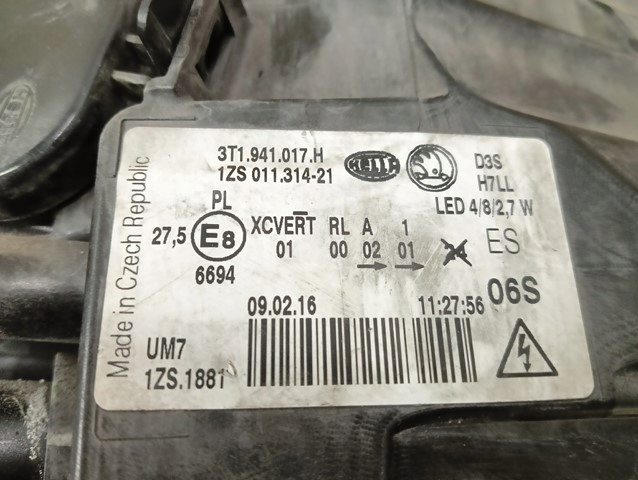 Made in Czech Republic
3T1.941.017.H
1ZS 011.314-21
HELLA
D3S
H7LL
LED 4/8/2,7 W
PL
27,5 E8 XCVERT RL A 1
01 00 02 01 ES
6694
09.02.16 11:27:56 06S
UM7
1ZS.1881
HELLA